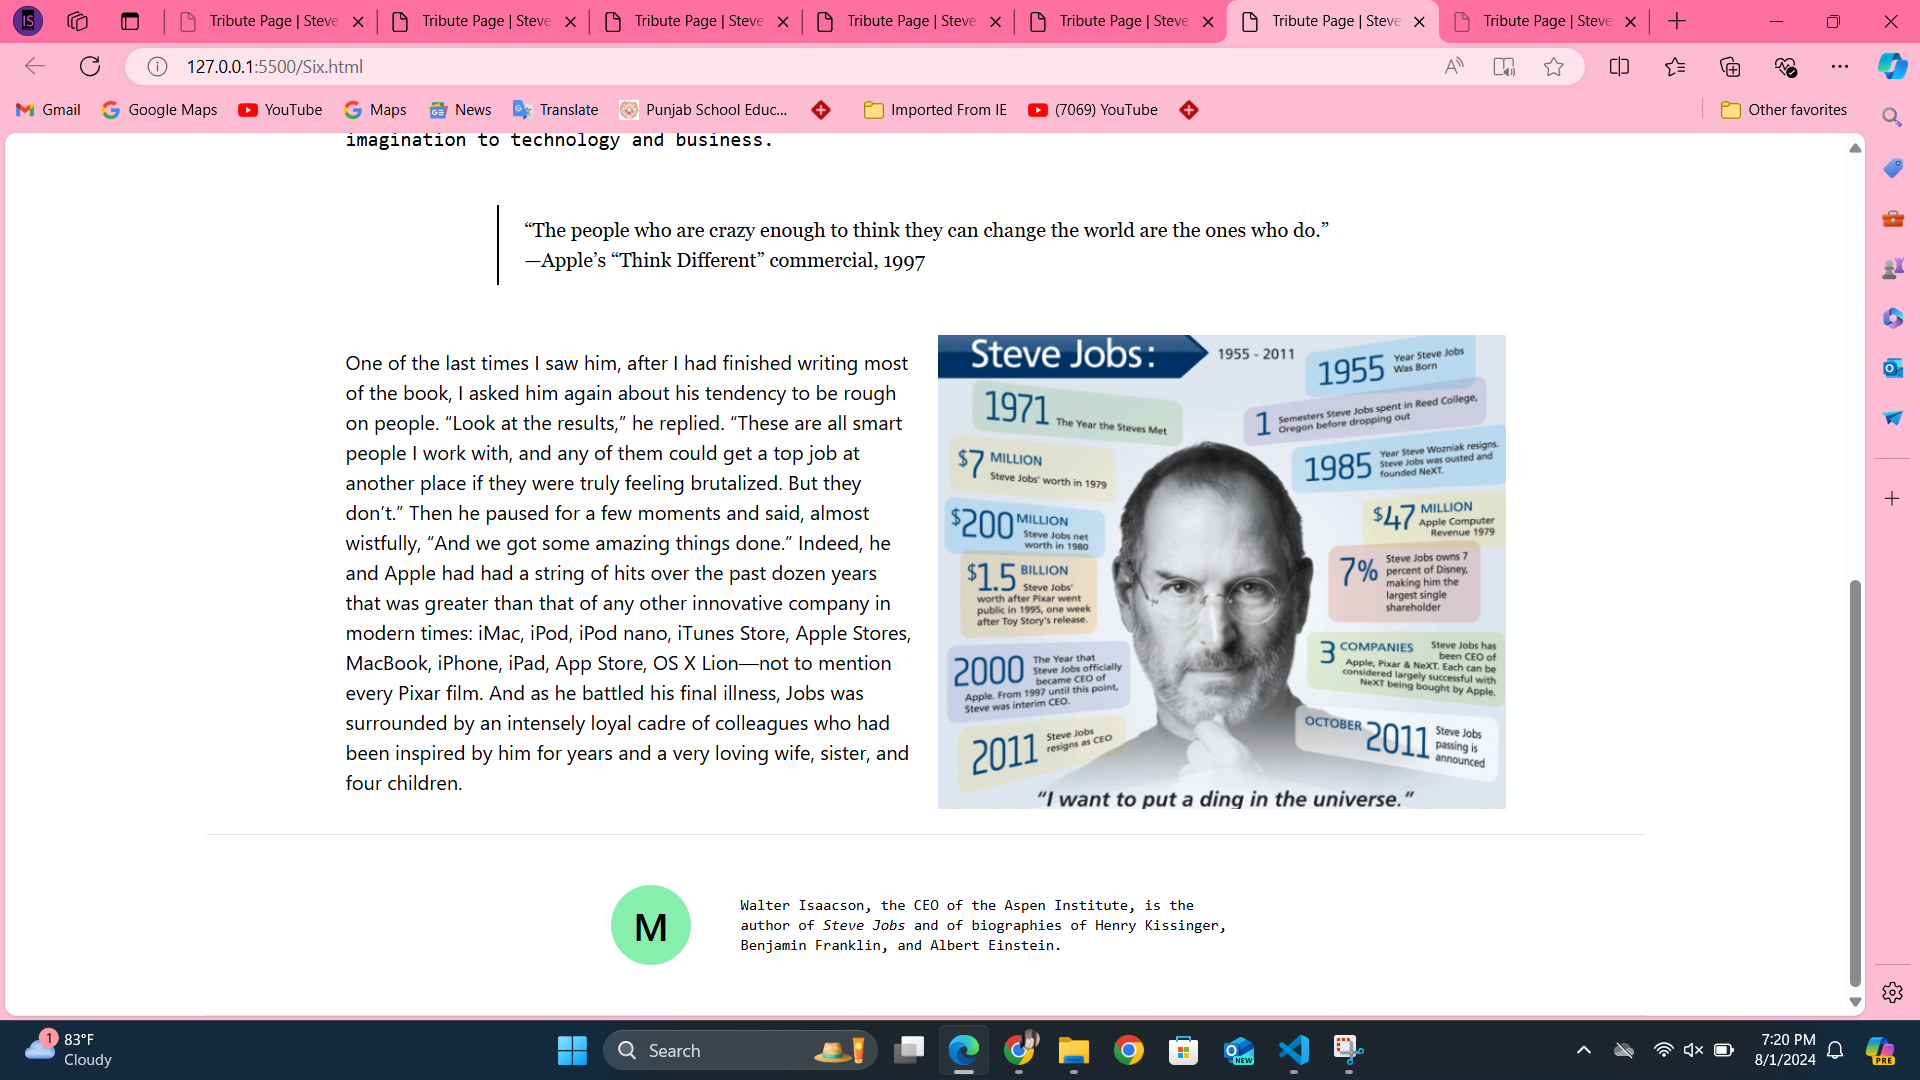 IS
Tribute Page | Steve
Tribute Page | Steve
Tribute Page | Steve
Tribute Page | Steve
Tribute Page | Steve
Tribute Page | Steve
Tribute Page | Steve
127.0.0.1:5500/Six.html
Gmail
Google Maps
YouTube
Maps
News
Translate
Punjab School Educ...
Imported From IE
(7069) YouTube
Other favorites
imagination to technology and business.
“The people who are crazy enough to think they can change the world are the ones who do.”
—Apple’s “Think Different” commercial, 1997
One of the last times I saw him, after I had finished writing most
of the book, I asked him again about his tendency to be rough
on people. “Look at the results,” he replied. “These are all smart
people I work with, and any of them could get a top job at
another place if they were truly feeling brutalized. But they
don’t.” Then he paused for a few moments and said, almost
wistfully, “And we got some amazing things done.” Indeed, he
and Apple had had a string of hits over the past dozen years
that was greater than that of any other innovative company in
modern times: iMac, iPod, iPod nano, iTunes Store, Apple Stores,
MacBook, iPhone, iPad, App Store, OS X Lion—not to mention
every Pixar film. And as he battled his final illness, Jobs was
surrounded by an intensely loyal cadre of colleagues who had
been inspired by him for years and a very loving wife, sister, and
four children.
Steve Jobs:
1955 - 2011
1971
The Year the Steves Met
$7 MILLION
Steve Jobs' worth in 1979
$200 MILLION
Steve Jobs net
worth in 1980
$1.5 BILLION
Steve Jobs'
worth after Pixar went
public in 1995, one week
after Toy Story's release.
2000
The Year that
Steve Jobs officially
became CEO of
Apple. From 1997 until this point,
Steve was interim CEO.
2011
Steve Jobs
resigns as CEO
1955
Year Steve Jobs
Was Born
1
Semesters Steve Jobs spent in Reed College,
Oregon before dropping out
1985
Year Steve Wozniak resigns.
Steve Jobs was ousted and
founded NeXT.
$47 MILLION
Apple Computer
Revenue 1979
7%
Steve Jobs owns 7
percent of Disney,
making him the
largest single
shareholder
3 COMPANIES
Steve Jobs has
been CEO of
Apple, Pixar & NeXT. Each can be
considered largely successful with
NeXT being bought by Apple.
OCTOBER 2011
Steve Jobs
passing is
announced
“I want to put a ding in the universe.”
M
Walter Isaacson, the CEO of the Aspen Institute, is the
author of Steve Jobs and of biographies of Henry Kissinger,
Benjamin Franklin, and Albert Einstein.
1
83°F
Cloudy
Search
NEW
7:20 PM
8/1/2024
PRE